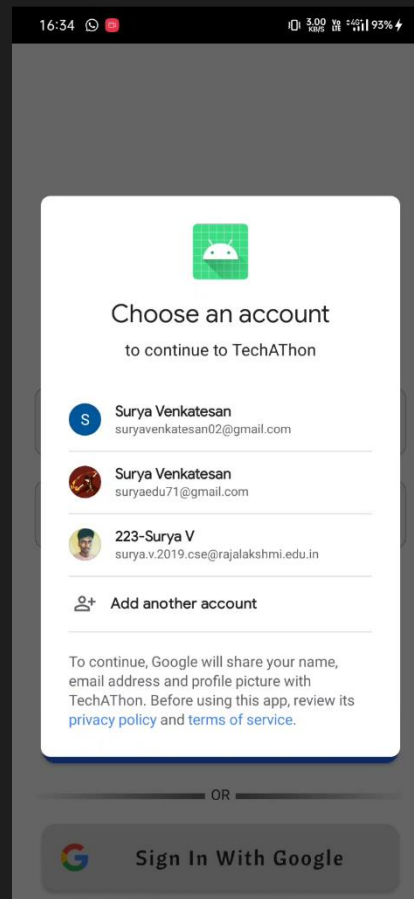 16:34 3.00 KB/S Vo LTE 4G+ 93%
Choose an account
to continue to TechAThon
S
Surya Venkatesan
suryavenkatesan02@gmail.com
Surya Venkatesan
suryaedu71@gmail.com
223-Surya V
surya.v.2019.cse@rajalakshmi.edu.in
Add another account
To continue, Google will share your name,
email address and profile picture with
TechAThon. Before using this app, review its
privacy policy and terms of service.
OR
G
Sign In With Google